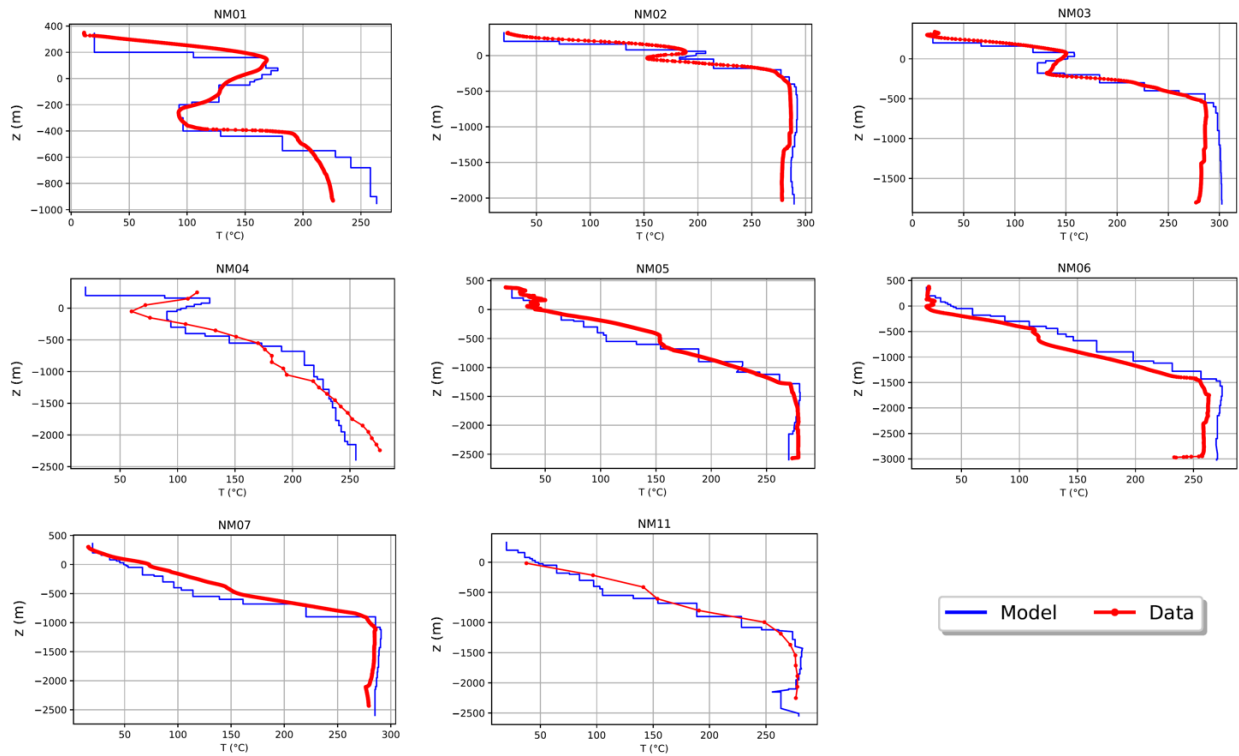 NM01
400
200
0
−200
−400
−600
−800
−1000
z (m)
0 50 100 150 200 250
T (°C)
NM02
0
−500
−1000
−1500
−2000
z (m)
50 100 150 200 250 300
T (°C)
NM03
0
−500
−1000
−1500
z (m)
0 50 100 150 200 250 300
T (°C)
NM04
0
−500
−1000
−1500
−2000
−2500
z (m)
50 100 150 200 250
T (°C)
NM05
500
0
−500
−1000
−1500
−2000
−2500
z (m)
0 50 100 150 200 250
T (°C)
NM06
500
0
−500
−1000
−1500
−2000
−2500
−3000
z (m)
50 100 150 200 250
T (°C)
NM07
500
0
−500
−1000
−1500
−2000
−2500
z (m)
50 100 150 200 250 300
T (°C)
NM11
0
−500
−1000
−1500
−2000
−2500
z (m)
50 100 150 200 250
T (°C)
Model Data